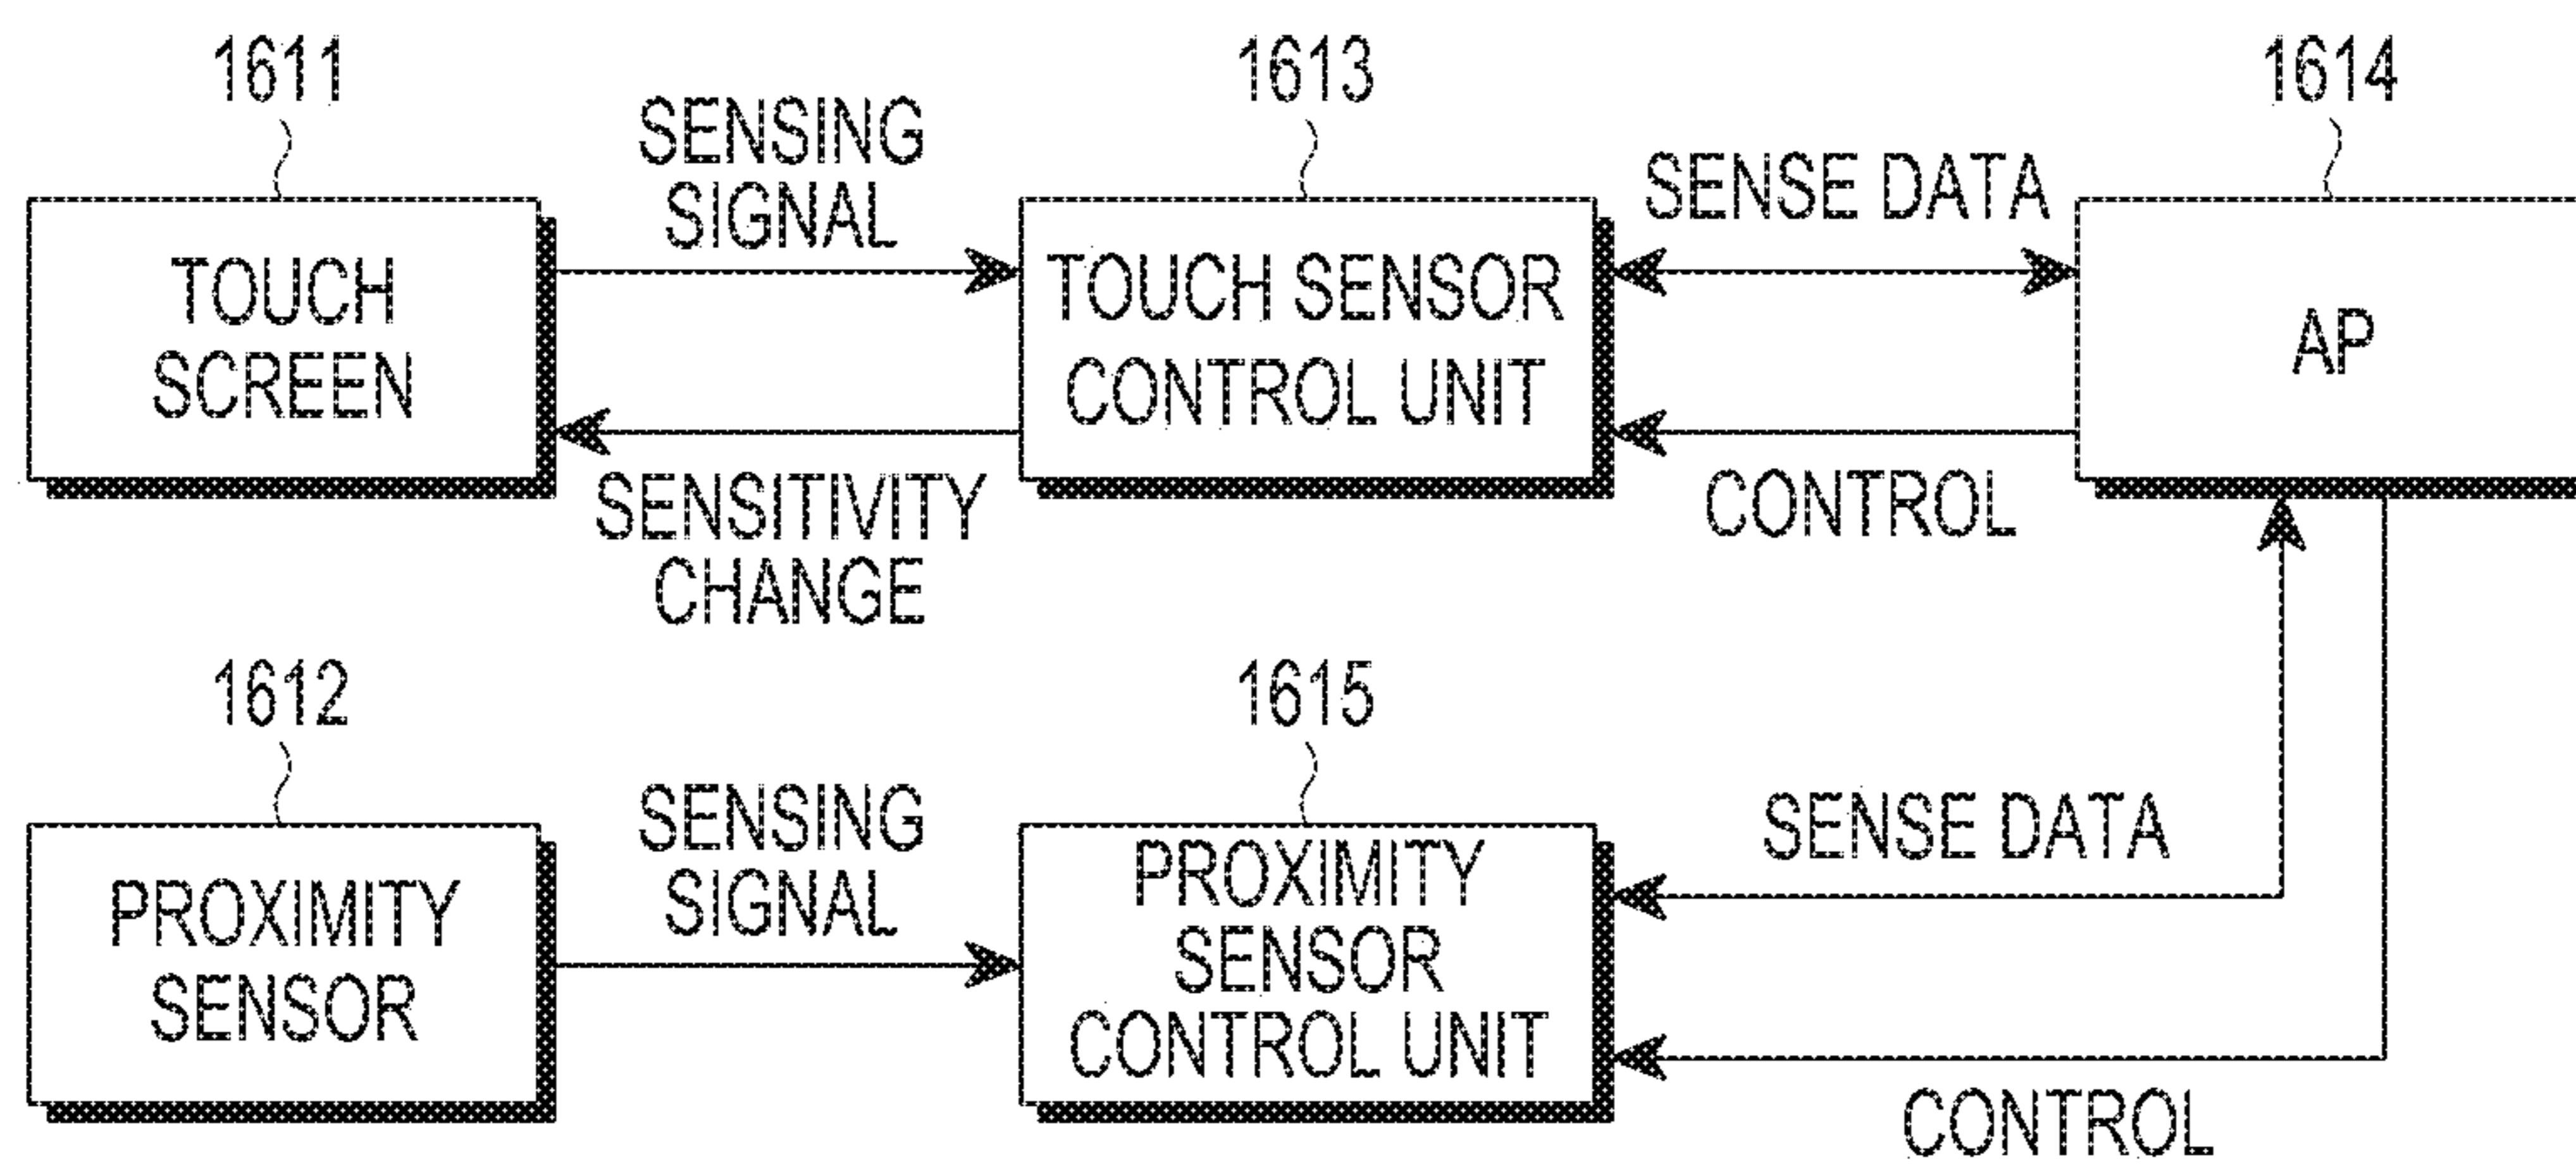 1611
1613
1614
SENSING
SIGNAL
SENSE DATA
TOUCH
SCREEN
TOUCH SENSOR
CONTROL UNIT
AP
SENSITIVITY
CHANGE
CONTROL
1612
1615
SENSING
SIGNAL
SENSE DATA
PROXIMITY
SENSOR
PROXIMITY
SENSOR
CONTROL UNIT
CONTROL